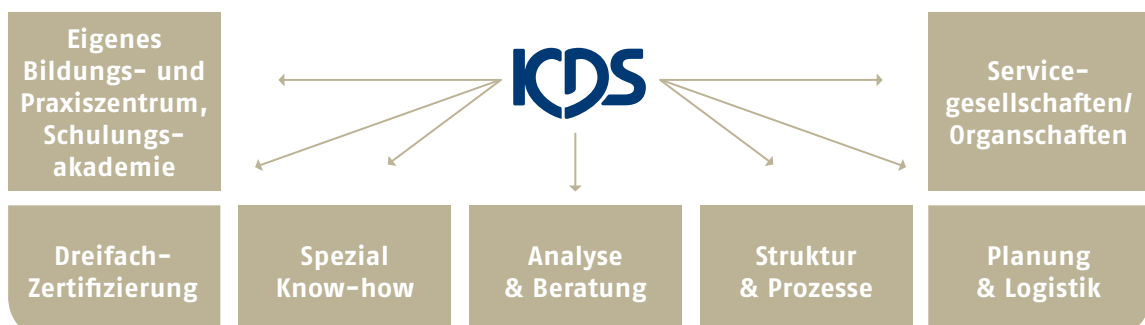 Eigenes
Bildungs- und
Praxiszentrum,
Schulungs-
akademie
KDS
Service-
gesellschaften/
Organschaften
Dreifach-
Zertifizierung
Spezial
Know-how
Analyse
& Beratung
Struktur
& Prozesse
Planung
& Logistik